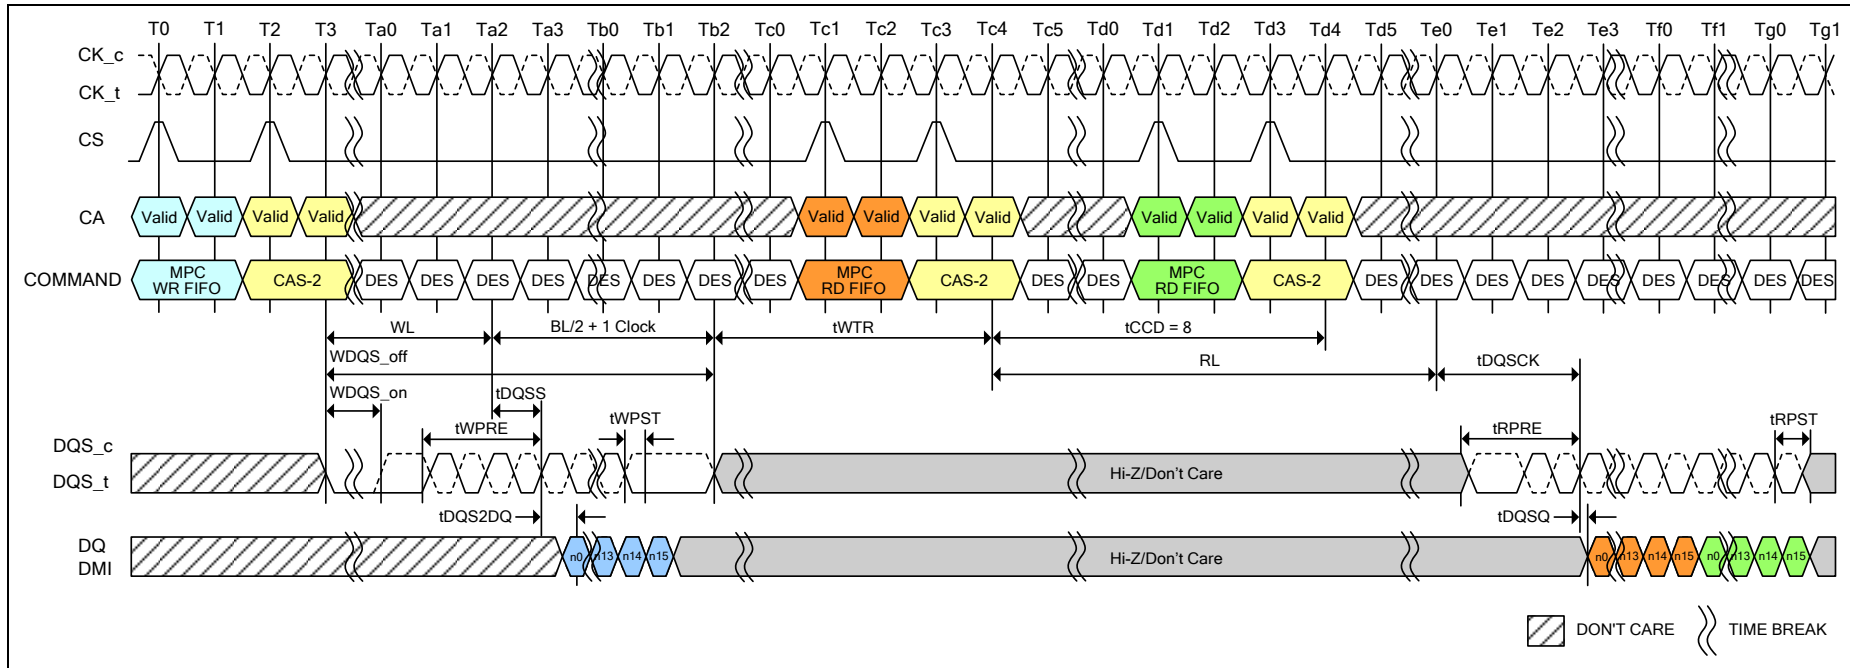 T0 T1 T2 T3 Ta0 Ta1 Ta2 Ta3 Tb0 Tb1 Tb2 Tc0 Tc1 Tc2 Tc3 Tc4 Tc5 Td0 Td1 Td2 Td3 Td4 Td5 Te0 Te1 Te2 Te3 Tf0 Tf1 Tg0 Tg1
CK_c
CK_t
CS
CA Valid Valid Valid Valid Valid Valid Valid Valid Valid Valid Valid Valid
COMMAND MPC WR FIFO CAS-2 DES DES DES DES DES DES DES DES MPC RD FIFO CAS-2 DES DES MPC RD FIFO CAS-2 DES DES DES DES DES DES DES DES DES
WL BL/2 + 1 Clock tWTR tCCD = 8
WDQS_off RL tDQSCK
WDQS_on tDQSS
tWPRE tWPST tRPRE tRPST
DQS_c
DQS_t Hi-Z/Don't Care
tDQS2DQ tDQSQ
DQ
DMI n0 n13 n14 n15 Hi-Z/Don't Care n0 n13 n14 n15 n0 n13 n14 n15
DON'T CARE TIME BREAK